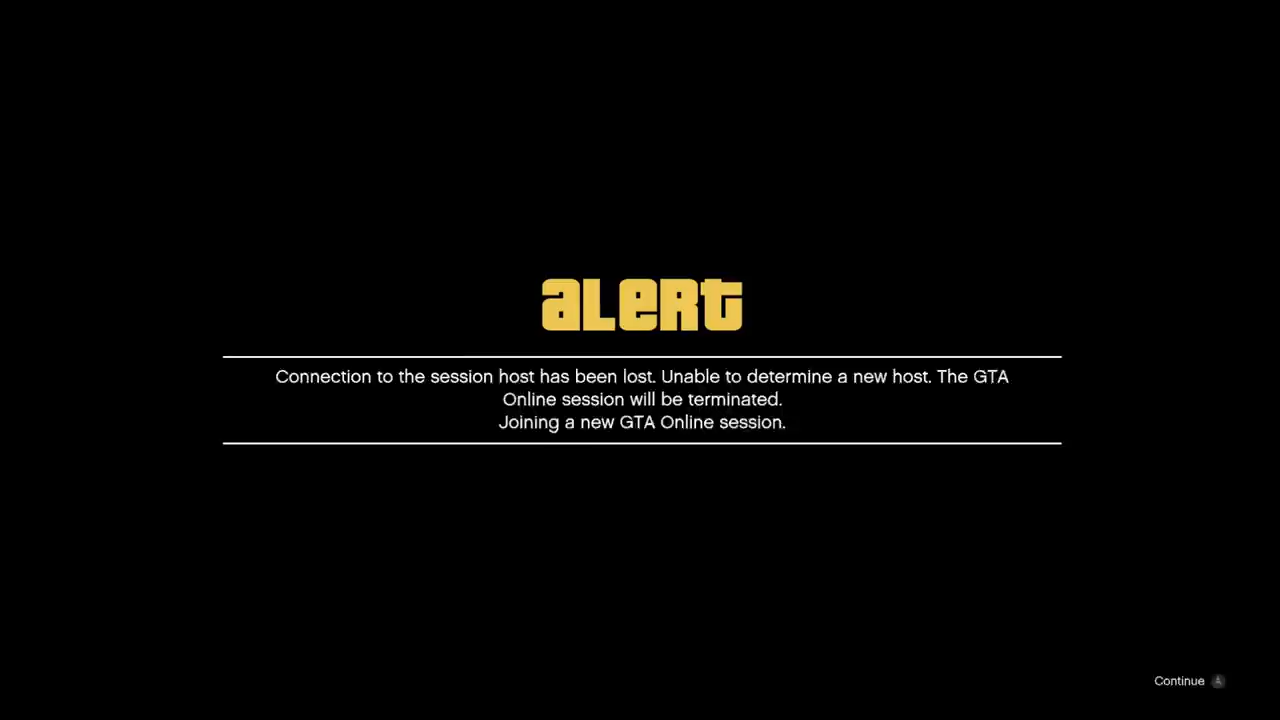 aLeRt
Connection to the session host has been lost. Unable to determine a new host. The GTA
Online session will be terminated.
Joining a new GTA Online session.
Continue A